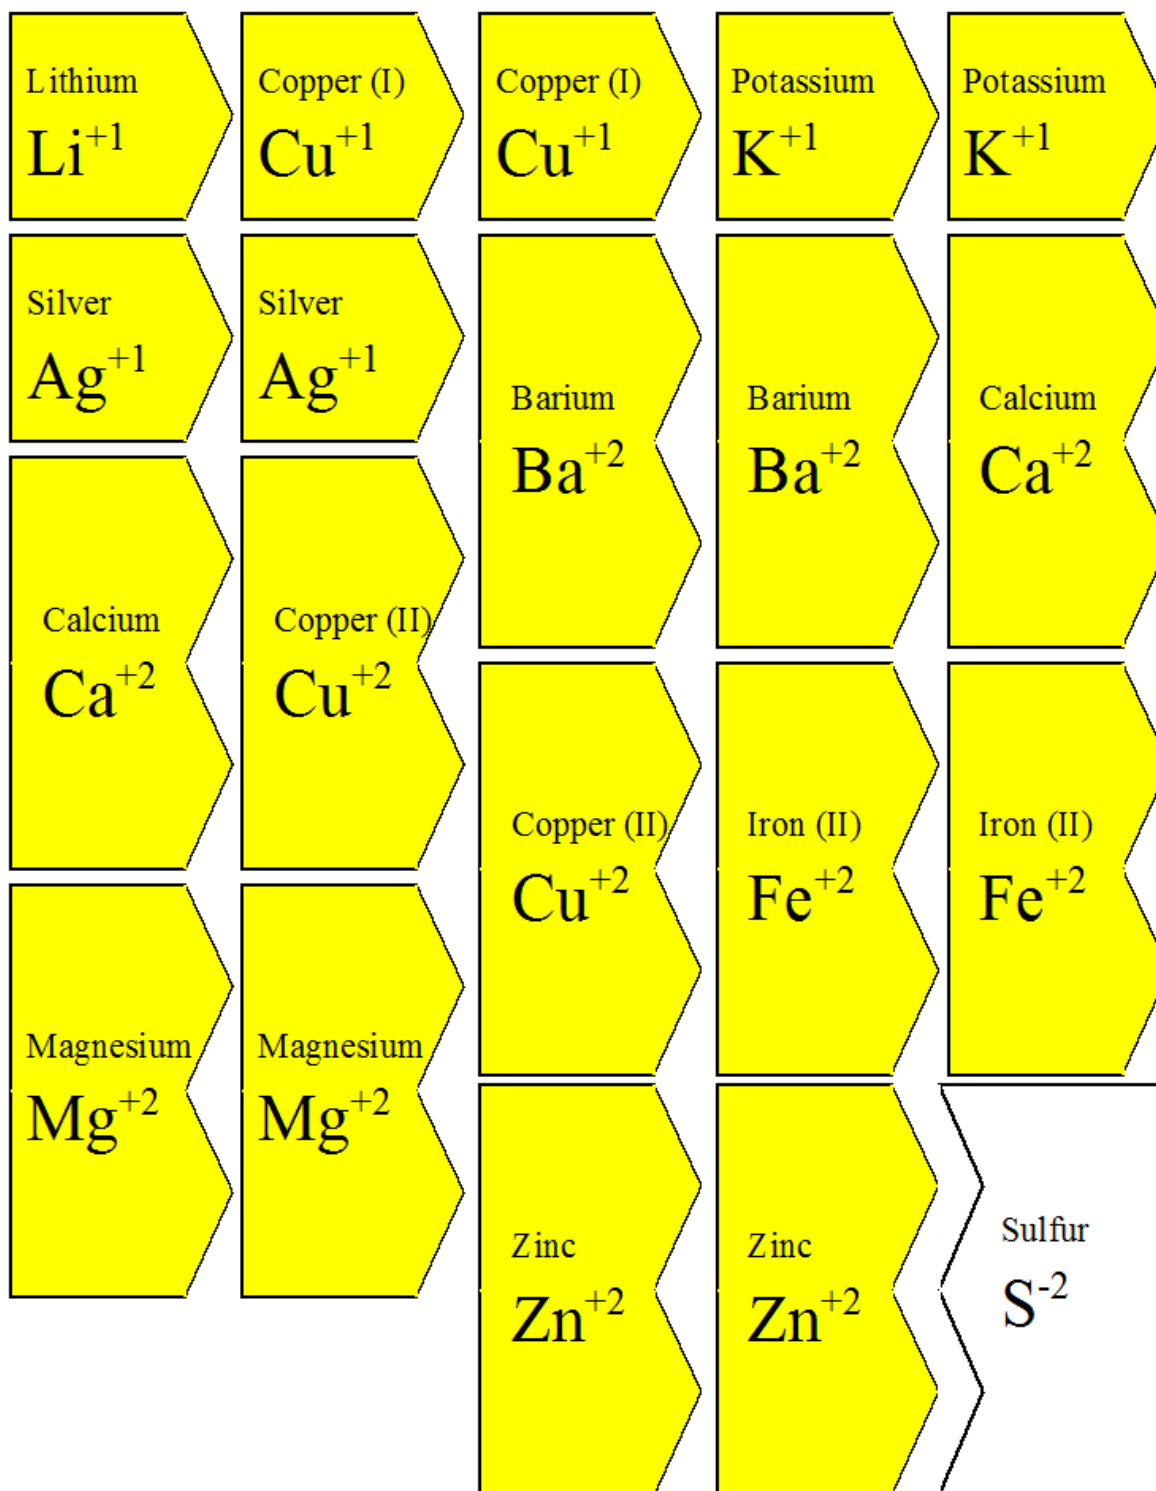 Lithium
Li+1
Copper (I)
Cu+1
Copper (I)
Cu+1
Potassium
K+1
Potassium
K+1
Silver
Ag+1
Silver
Ag+1
Barium
Ba+2
Barium
Ba+2
Calcium
Ca+2
Calcium
Ca+2
Copper (II)
Cu+2
Copper (II)
Cu+2
Iron (II)
Fe+2
Iron (II)
Fe+2
Magnesium
Mg+2
Magnesium
Mg+2
Zinc
Zn+2
Zinc
Zn+2
Sulfur
S-2